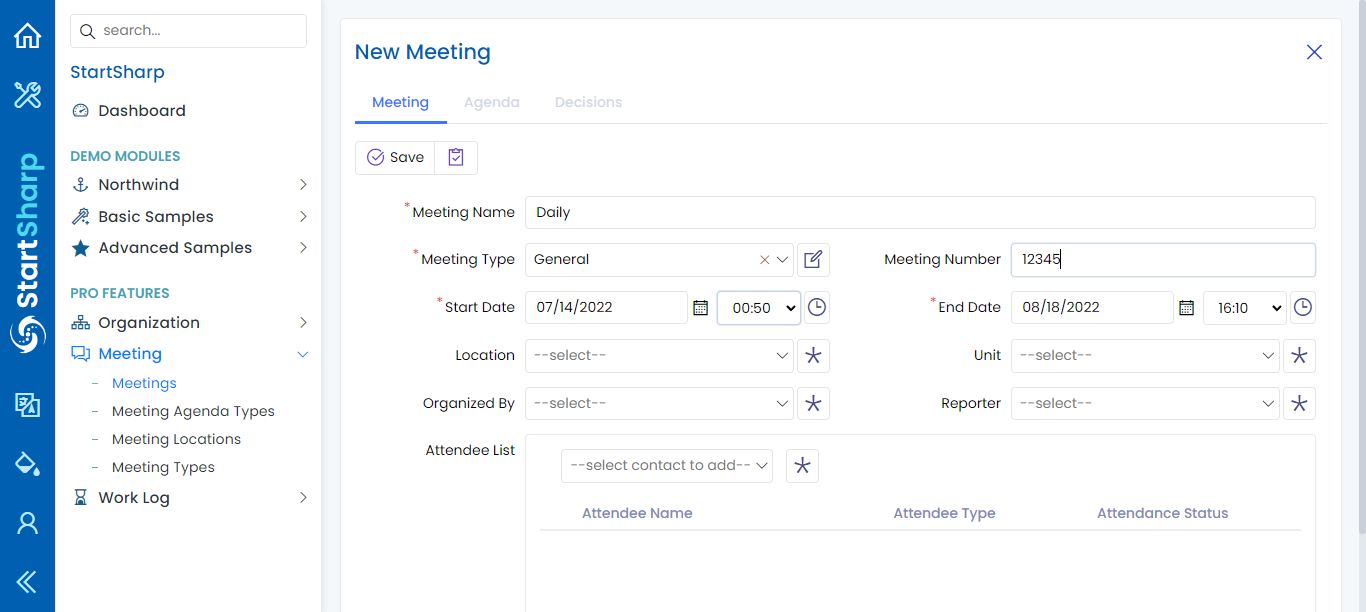 search...
StartSharp
Dashboard
DEMO MODULES
Northwind
Basic Samples
Advanced Samples
PRO FEATURES
Organization
Meeting
- Meetings
- Meeting Agenda Types
- Meeting Locations
- Meeting Types
Work Log
StartSharp
New Meeting
Meeting Agenda Decisions
Save
*Meeting Name Daily
*Meeting Type General Meeting Number 12345
*Start Date 07/14/2022 00:50 *End Date 08/18/2022 16:10
Location --select-- Unit --select--
Organized By --select-- Reporter --select--
Attendee List --select contact to add--
Attendee Name Attendee Type Attendance Status